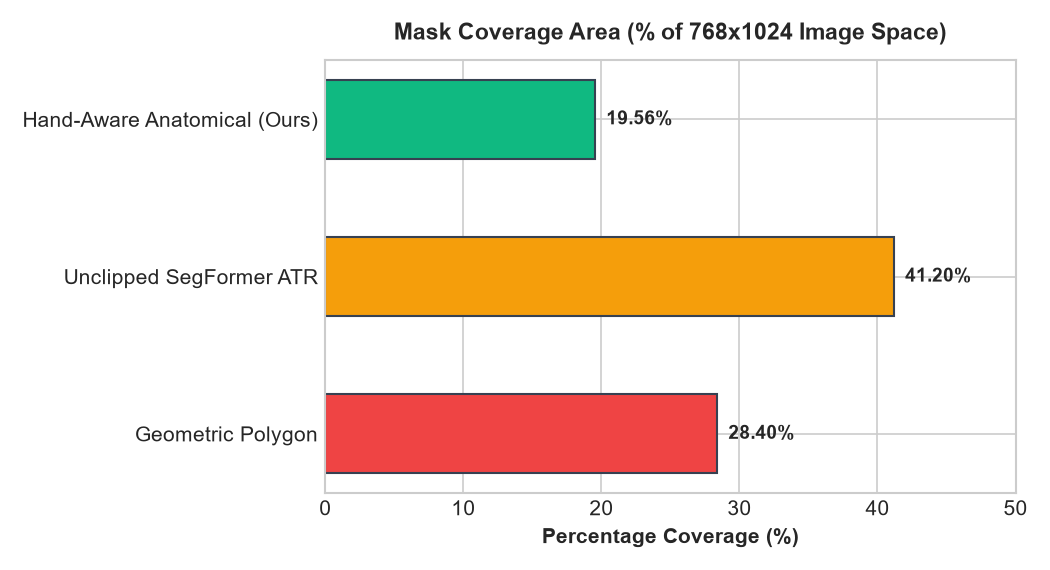 Mask Coverage Area (% of 768x1024 Image Space)
Hand-Aware Anatomical (Ours)
19.56%
Unclipped SegFormer ATR
41.20%
Geometric Polygon
28.40%
0 10 20 30 40 50
Percentage Coverage (%)